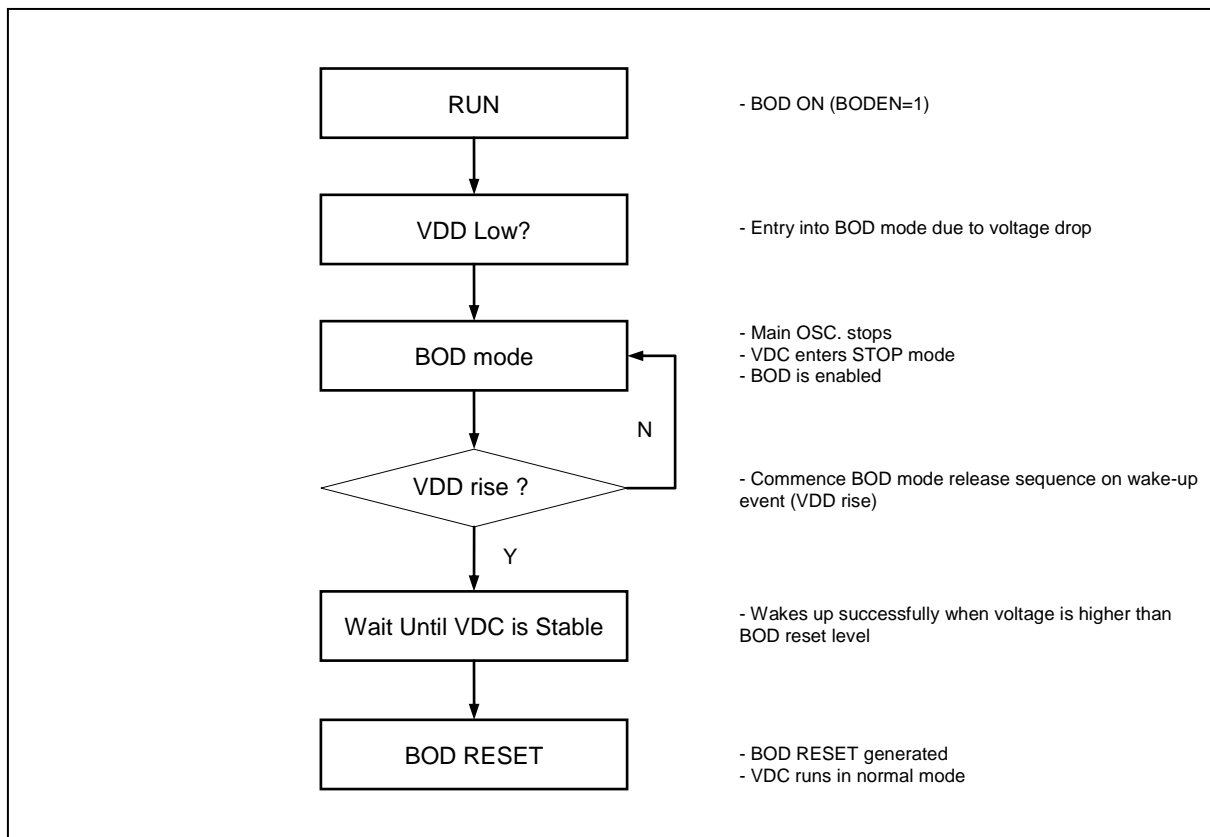 RUN
- BOD ON (BODEN=1)
VDD Low?
- Entry into BOD mode due to voltage drop
BOD mode
- Main OSC. stops
- VDC enters STOP mode
- BOD is enabled
N
VDD rise ?
- Commence BOD mode release sequence on wake-up
event (VDD rise)
Y
Wait Until VDC is Stable
- Wakes up successfully when voltage is higher than
BOD reset level
BOD RESET
- BOD RESET generated
- VDC runs in normal mode